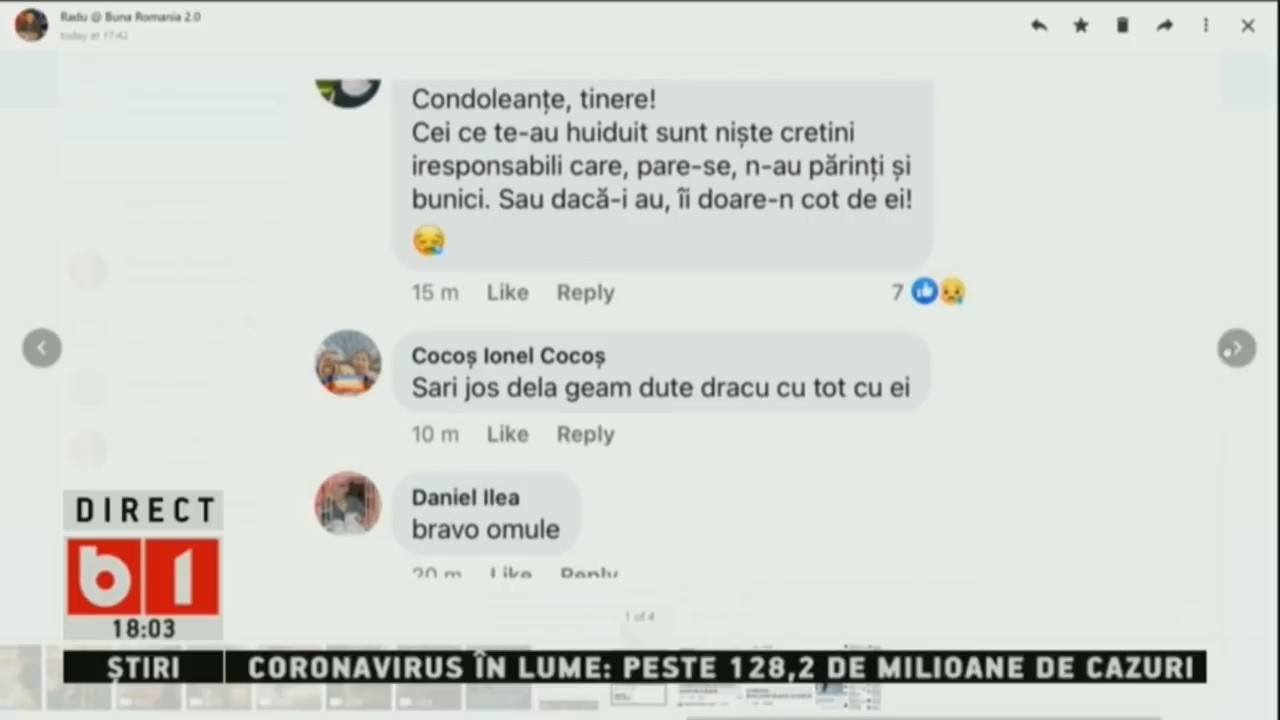 Radu @ Buna Romania 2.0
today at 17:42
Condoleanțe, tinere!
Cei ce te-au huiduit sunt niște cretini
iresponsabili care, pare-se, n-au părinți și
bunici. Sau dacă-i au, îi doare-n cot de ei!
15 m Like Reply
7
Cocoș Ionel Cocoș
Sari jos dela geam dute dracu cu tot cu ei
10 m Like Reply
Daniel Ilea
bravo omule
20 m Like Reply
1 of 4
DIRECT
b1
18:03
ȘTIRI
CORONAVIRUS ÎN LUME: PESTE 128,2 DE MILIOANE DE CAZURI